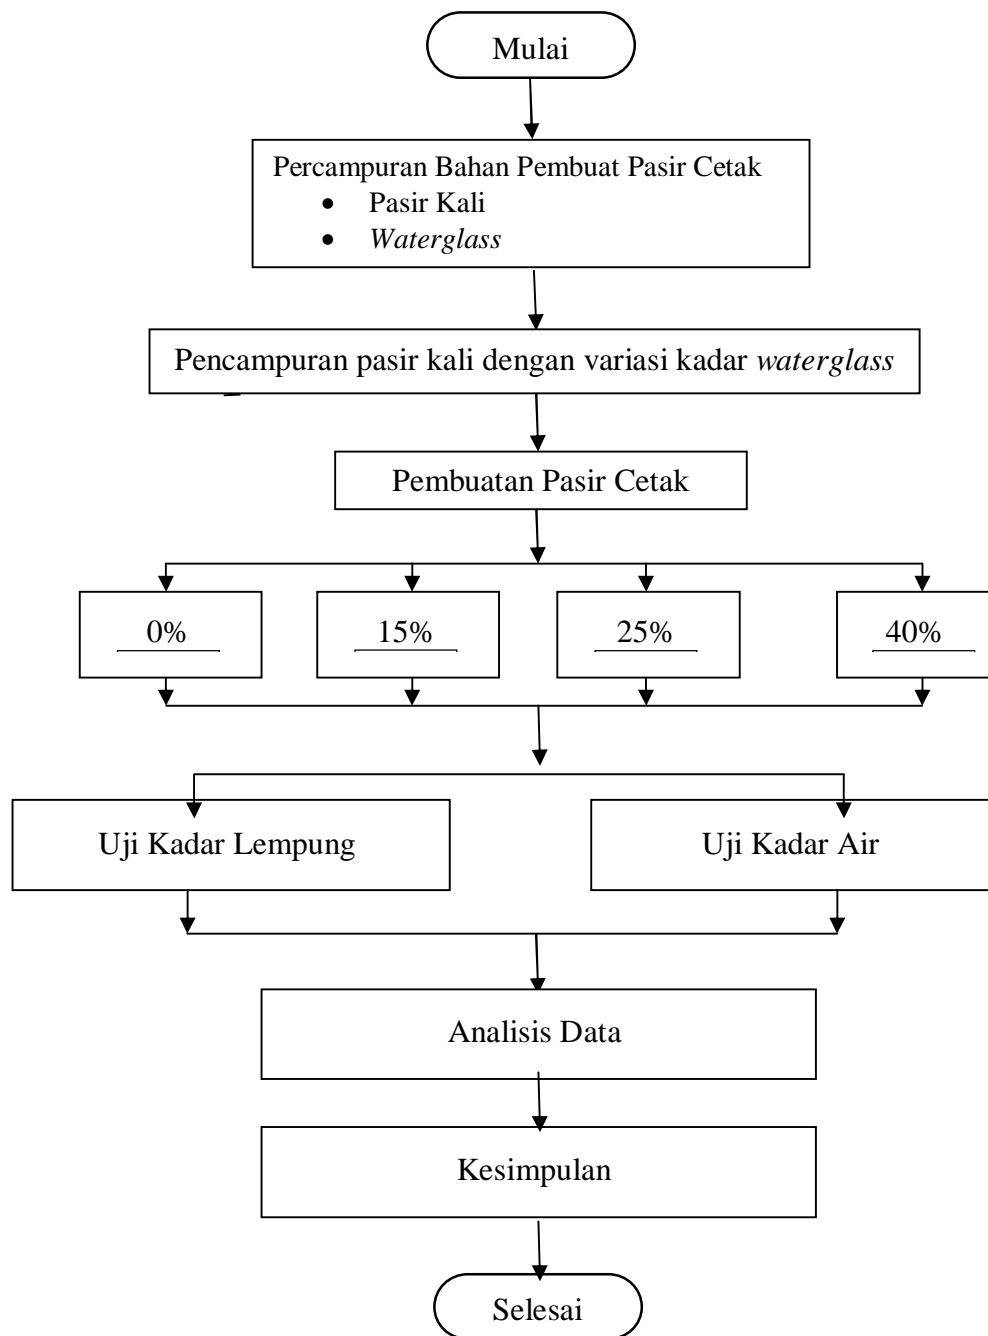 Mulai
Percampuran Bahan Pembuat Pasir Cetak
• Pasir Kali
• Waterglass
Pencampuran pasir kali dengan variasi kadar waterglass
Pembuatan Pasir Cetak
0% 15% 25% 40%
Uji Kadar Lempung Uji Kadar Air
Analisis Data
Kesimpulan
Selesai